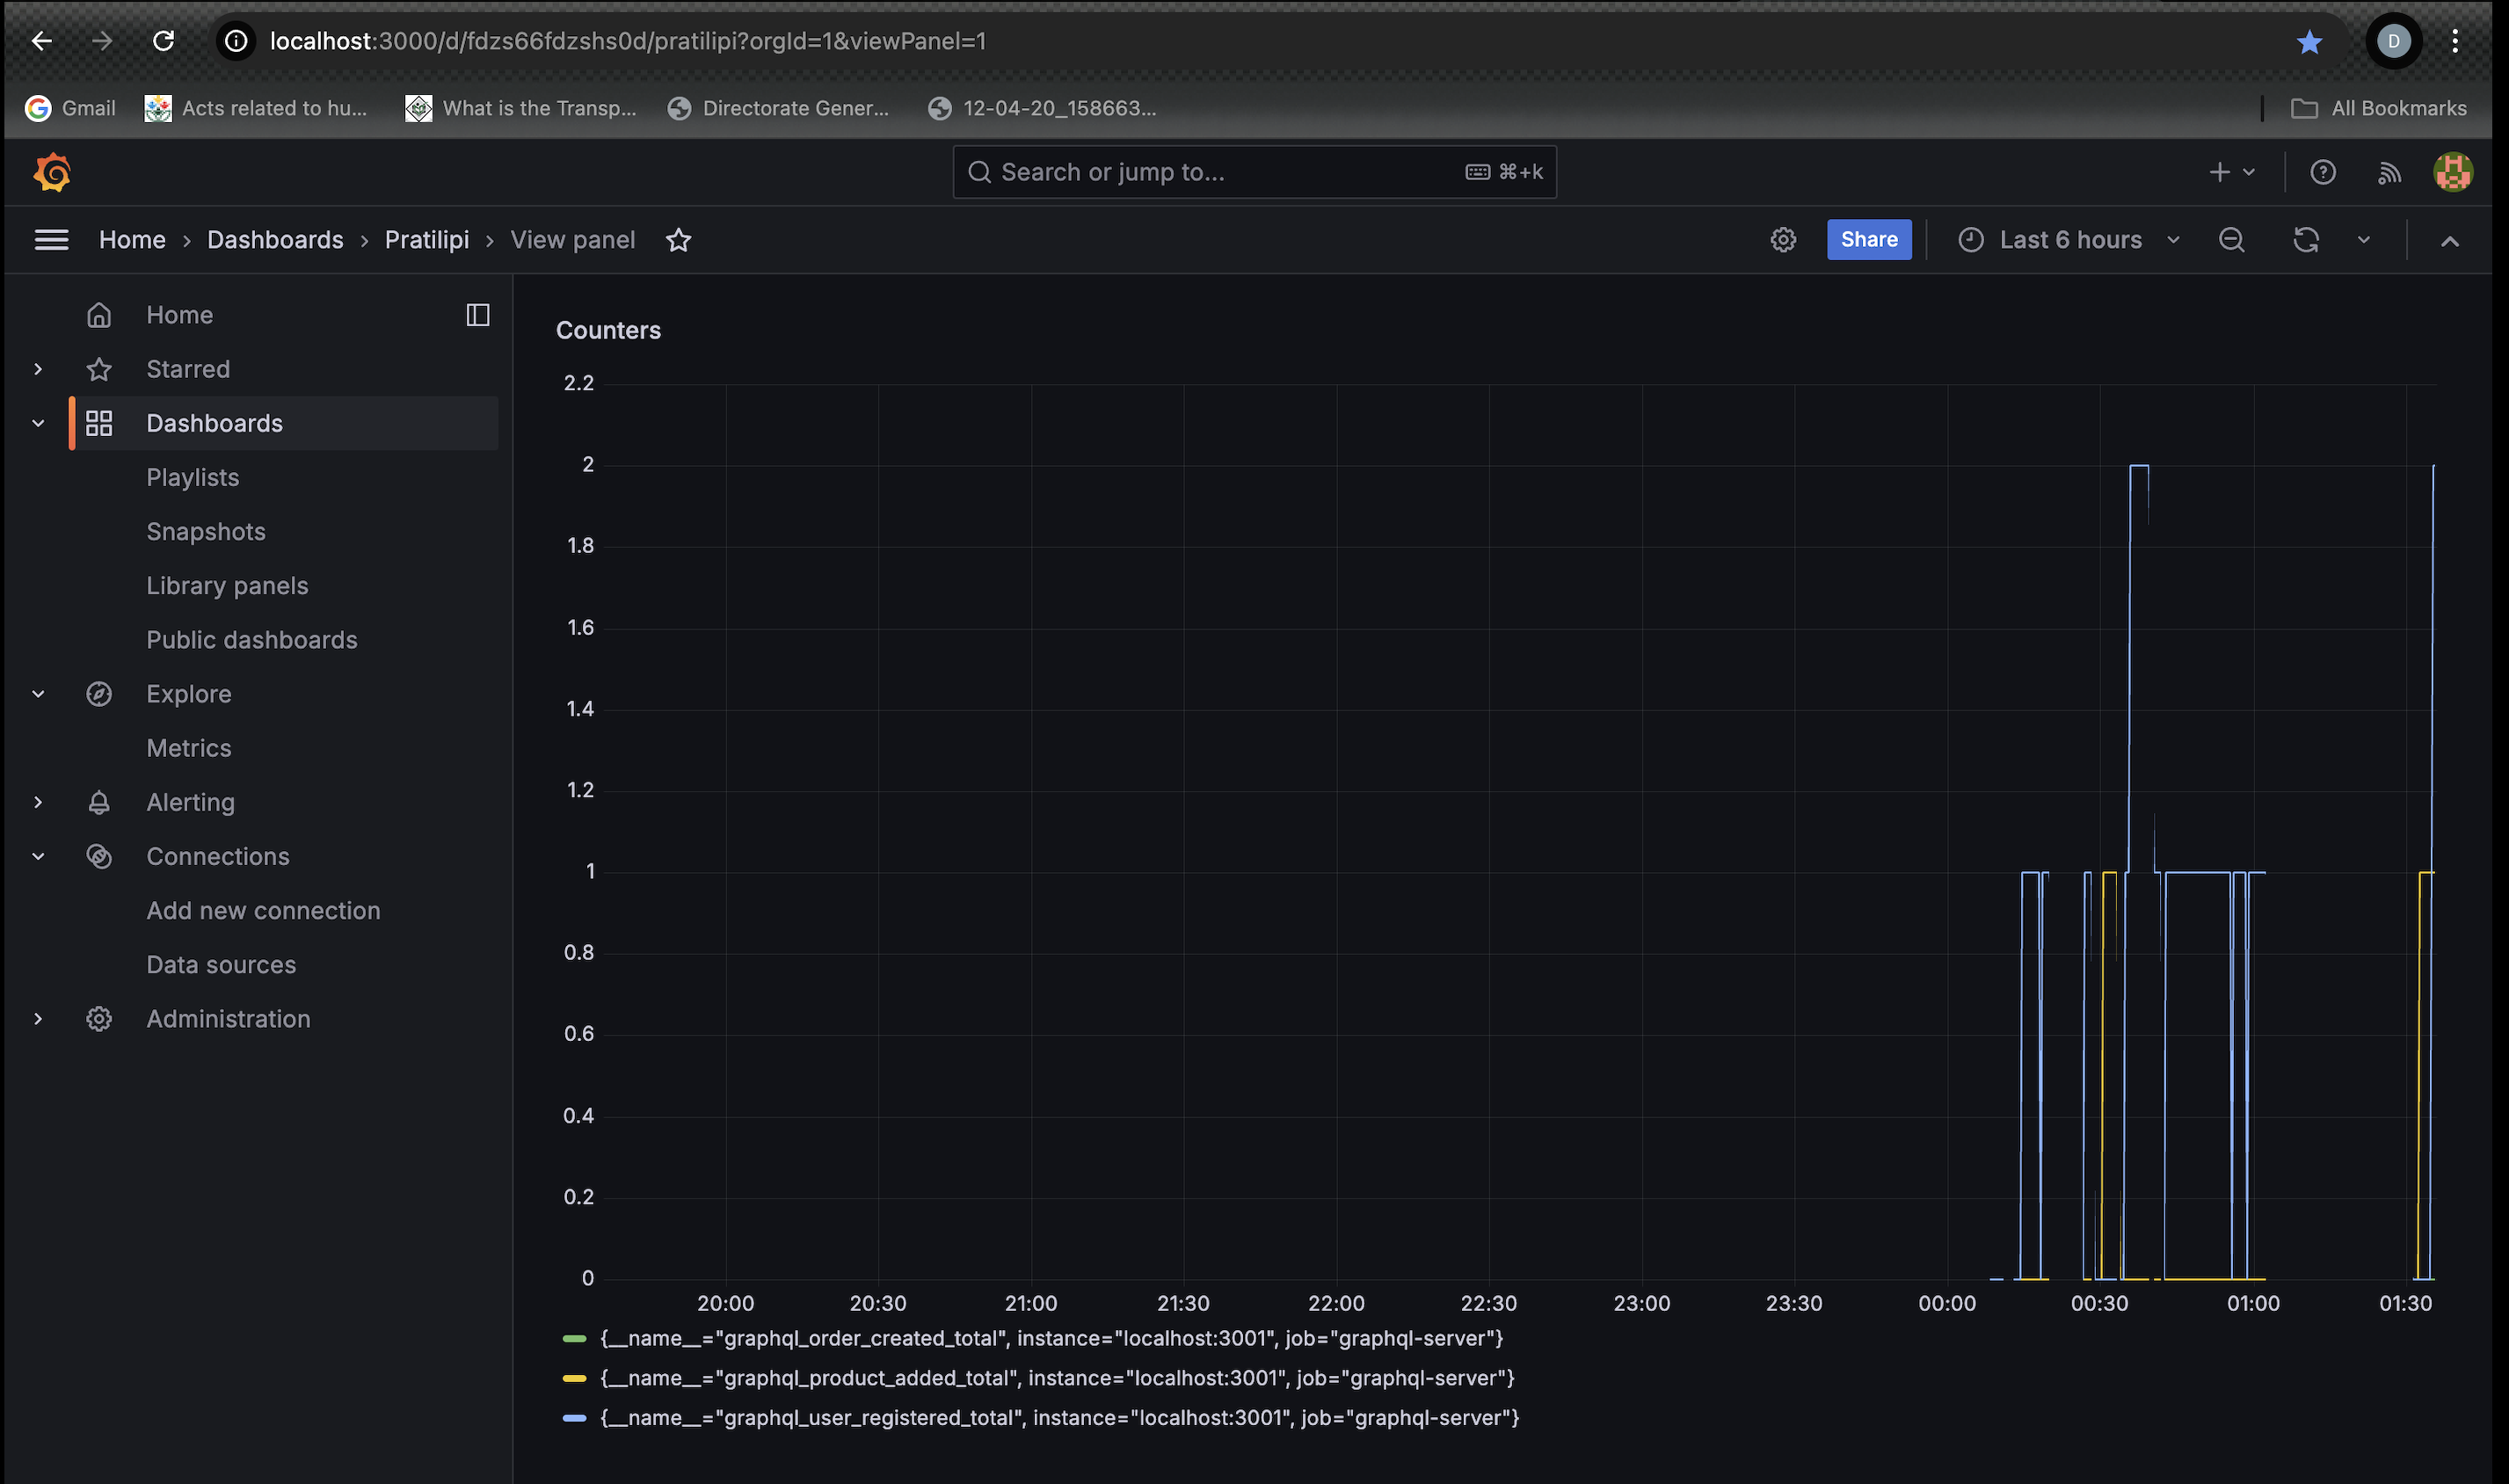 localhost:3000/d/fdzs66fdzshs0d/pratilipi?orgId=1&viewPanel=1
D
Gmail
Acts related to hu...
What is the Transp...
Directorate Gener...
12-04-20_158663...
All Bookmarks
Search or jump to...
⌘+k
Home › Dashboards › Pratilipi › View panel
Share
Last 6 hours
Home
Starred
Dashboards
Playlists
Snapshots
Library panels
Public dashboards
Explore
Metrics
Alerting
Connections
Add new connection
Data sources
Administration
Counters
2.2
2
1.8
1.6
1.4
1.2
1
0.8
0.6
0.4
0.2
0
20:00 20:30 21:00 21:30 22:00 22:30 23:00 23:30 00:00 00:30 01:00 01:30
{__name__="graphql_order_created_total", instance="localhost:3001", job="graphql-server"}
{__name__="graphql_product_added_total", instance="localhost:3001", job="graphql-server"}
{__name__="graphql_user_registered_total", instance="localhost:3001", job="graphql-server"}